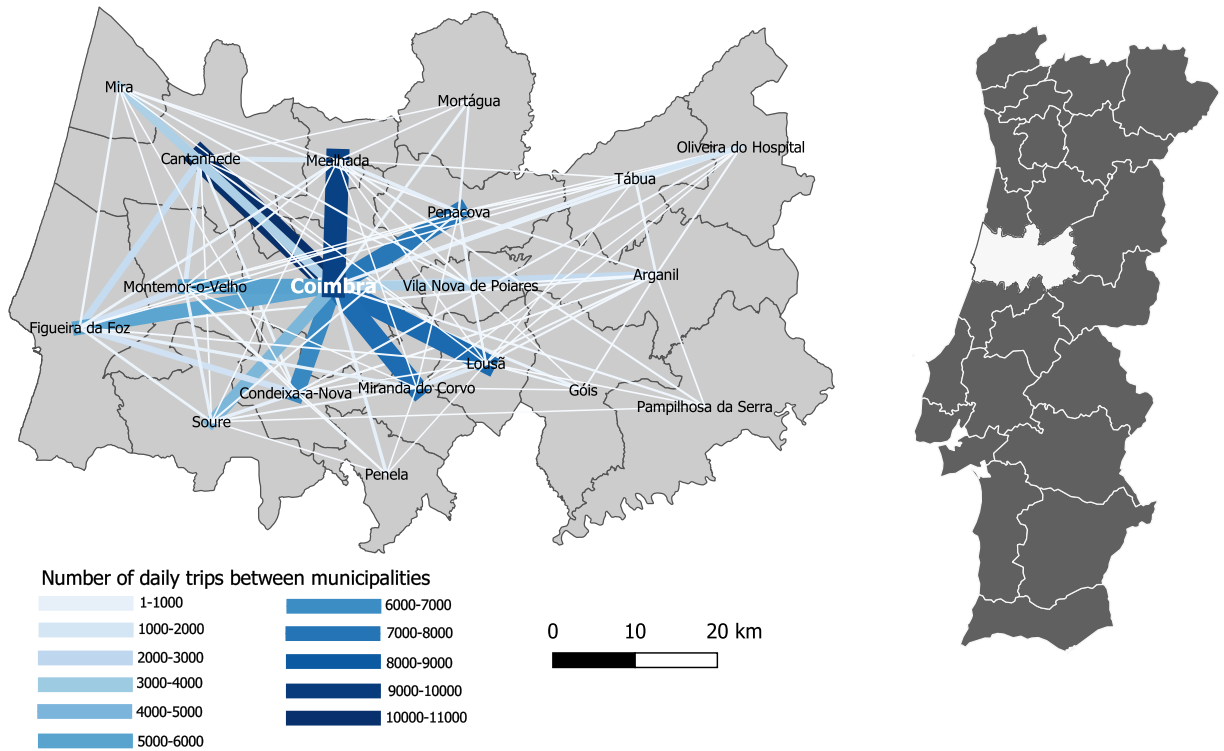 Mira
Mortágua
Cantanhede
Mealhada
Oliveira do Hospital
Tábua
Penacova
Arganil
Montemor-o-Velho
Coimbra
Vila Nova de Poiares
Figueira da Foz
Lousã
Condeixa-a-Nova
Miranda do Corvo
Góis
Pampilhosa da Serra
Soure
Penela
Number of daily trips between municipalities
1-1000
1000-2000
2000-3000
3000-4000
4000-5000
5000-6000
6000-7000
7000-8000
8000-9000
9000-10000
10000-11000
0 10 20 km